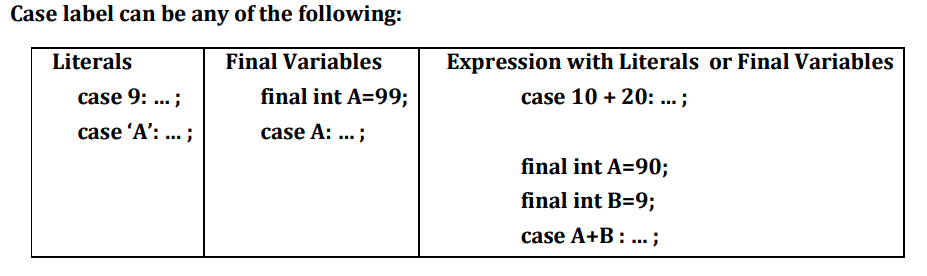 Case label can be any of the following:
Literals
case 9: ... ;
case ‘A’: ... ;
Final Variables
final int A=99;
case A: ... ;
Expression with Literals or Final Variables
case 10 + 20: ... ;
final int A=90;
final int B=9;
case A+B : ... ;